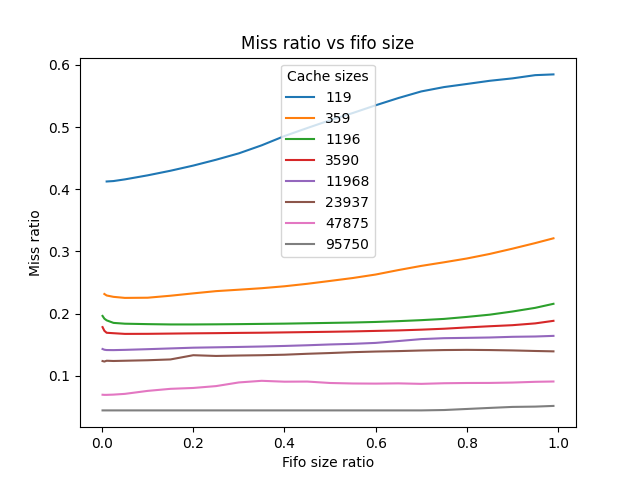 Miss ratio vs fifo size
Cache sizes
119
359
1196
3590
11968
23937
47875
95750
0.6
0.5
0.4
0.3
0.2
0.1
Miss ratio
0.0 0.2 0.4 0.6 0.8 1.0
Fifo size ratio